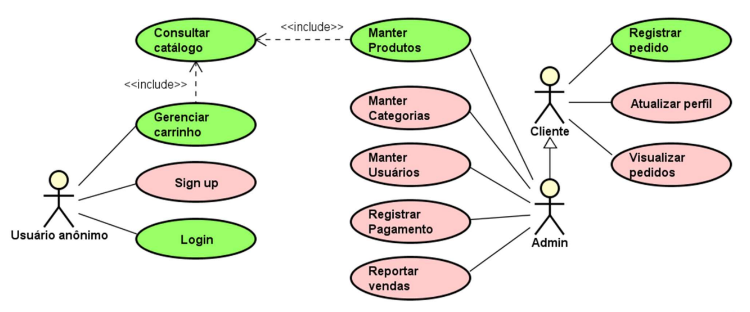 Consultar
catálogo
<<include>>
Manter
Produtos
Registrar
pedido
<<include>>
Gerenciar
carrinho
Manter
Categorias
Cliente
Atualizar perfil
Sign up
Manter
Usuários
Visualizar
pedidos
Usuário anônimo
Login
Registrar
Pagamento
Admin
Reportar
vendas